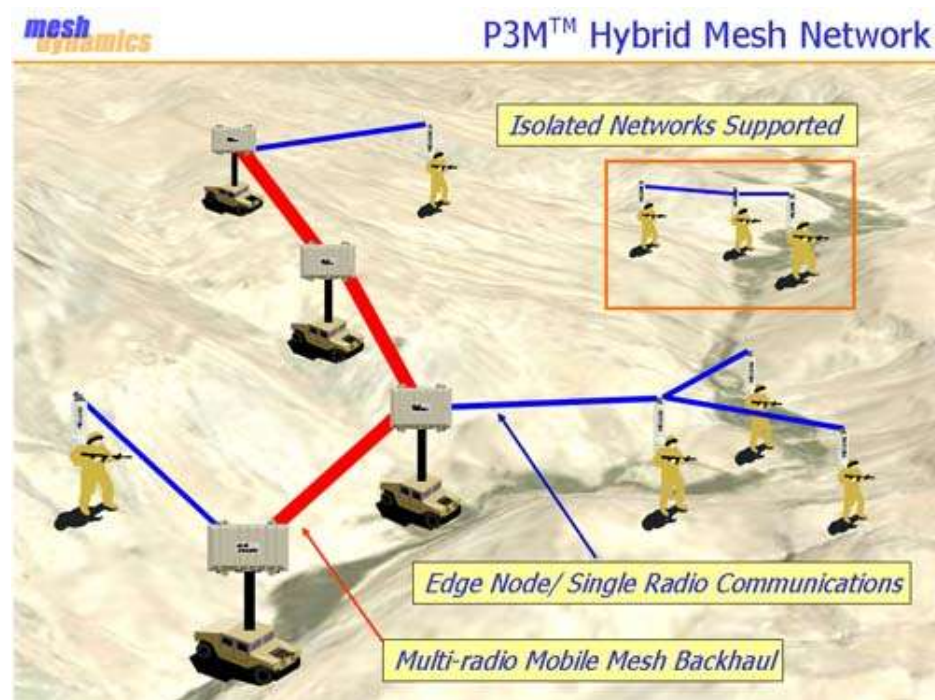 mesh
dynamics
P3M™ Hybrid Mesh Network
Isolated Networks Supported
Edge Node/ Single Radio Communications
Multi-radio Mobile Mesh Backhaul